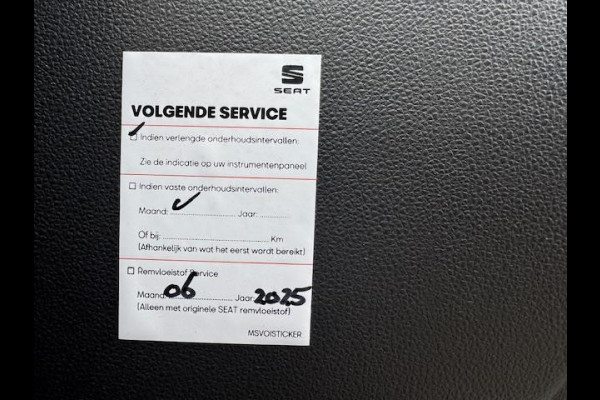 SEAT
VOLGENDE SERVICE
Indien verlengde onderhoudsintervallen:
Zie de indicatie op uw instrumentenpaneel
Indien vaste onderhoudsintervallen:
Maand: Jaar:
Of bij: Km
(Afhankelijk van wat het eerst wordt bereikt)
Remvloeistof Service
Maand: 06 Jaar: 2025
(Alleen met originele SEAT remvloeistof)
MSVOISTICKER